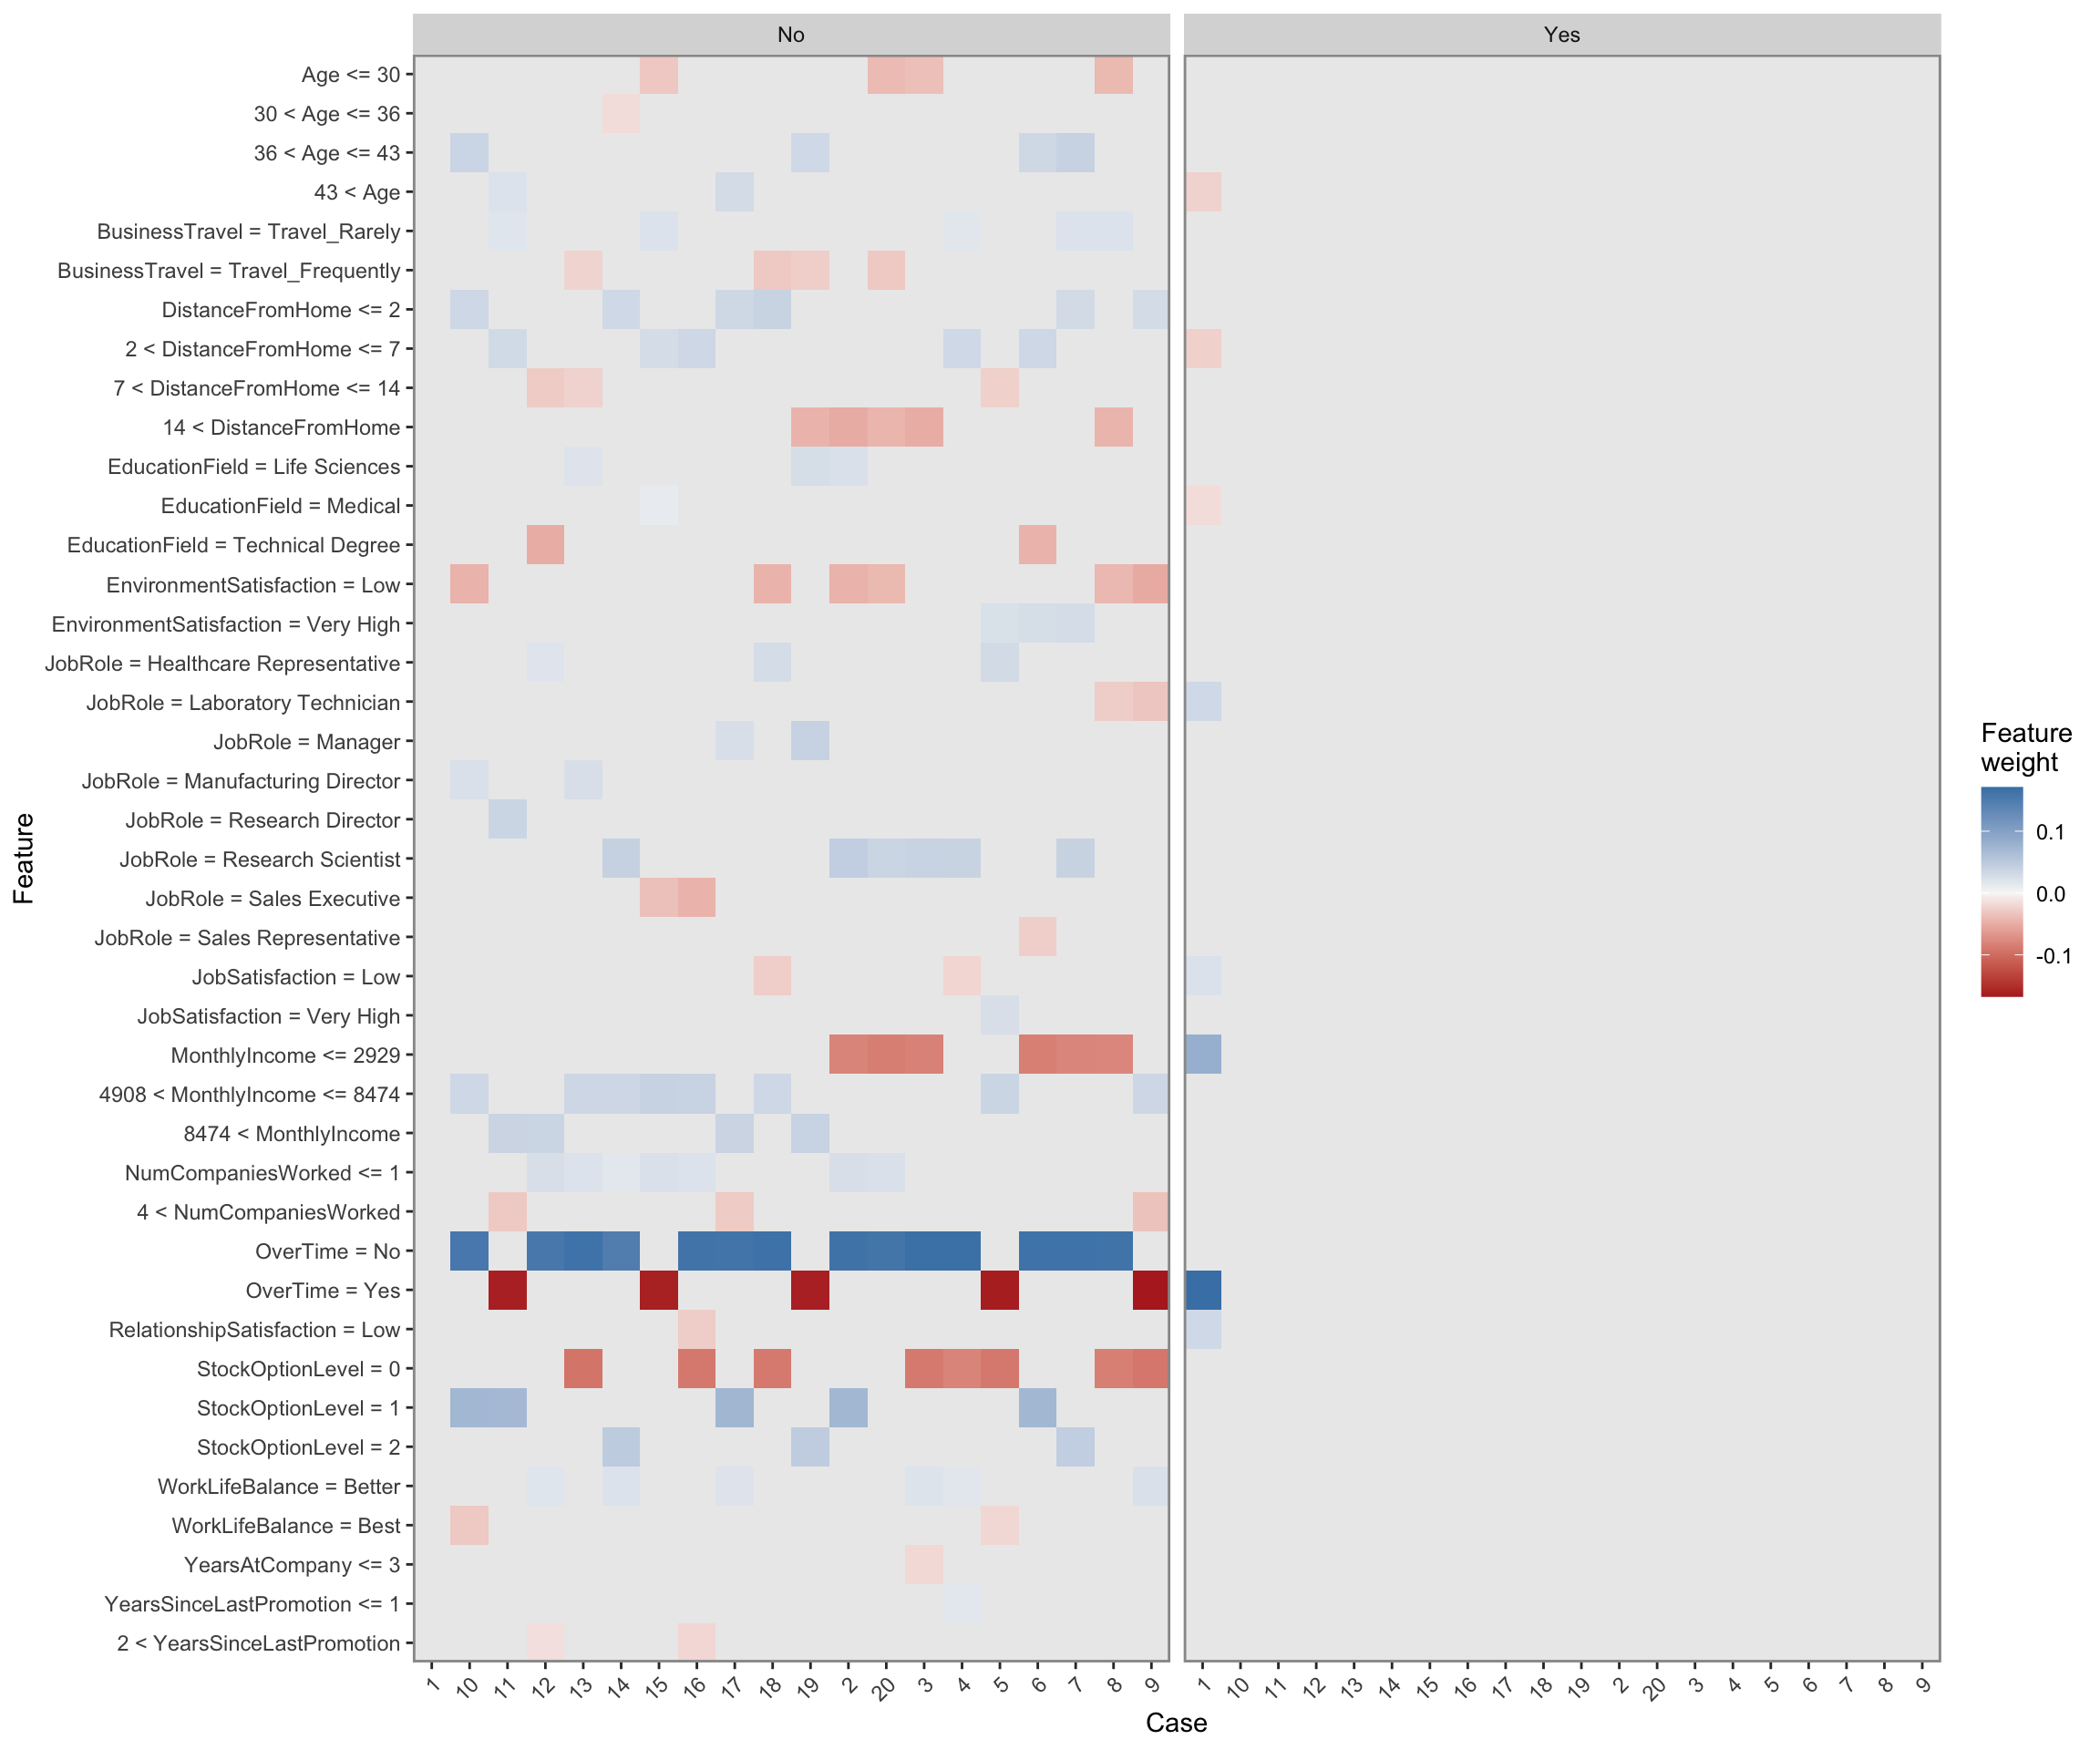 No
Yes
Age <= 30
30 < Age <= 36
36 < Age <= 43
43 < Age
BusinessTravel = Travel_Rarely
BusinessTravel = Travel_Frequently
DistanceFromHome <= 2
2 < DistanceFromHome <= 7
7 < DistanceFromHome <= 14
14 < DistanceFromHome
EducationField = Life Sciences
EducationField = Medical
EducationField = Technical Degree
EnvironmentSatisfaction = Low
EnvironmentSatisfaction = Very High
JobRole = Healthcare Representative
JobRole = Laboratory Technician
JobRole = Manager
JobRole = Manufacturing Director
JobRole = Research Director
JobRole = Research Scientist
JobRole = Sales Executive
JobRole = Sales Representative
JobSatisfaction = Low
JobSatisfaction = Very High
MonthlyIncome <= 2929
4908 < MonthlyIncome <= 8474
8474 < MonthlyIncome
NumCompaniesWorked <= 1
4 < NumCompaniesWorked
OverTime = No
OverTime = Yes
RelationshipSatisfaction = Low
StockOptionLevel = 0
StockOptionLevel = 1
StockOptionLevel = 2
WorkLifeBalance = Better
WorkLifeBalance = Best
YearsAtCompany <= 3
YearsSinceLastPromotion <= 1
2 < YearsSinceLastPromotion
Feature
1 10 11 12 13 14 15 16 17 18 19 2 20 3 4 5 6 7 8 9
1 10 11 12 13 14 15 16 17 18 19 2 20 3 4 5 6 7 8 9
Case
Feature
weight
0.1
0.0
-0.1